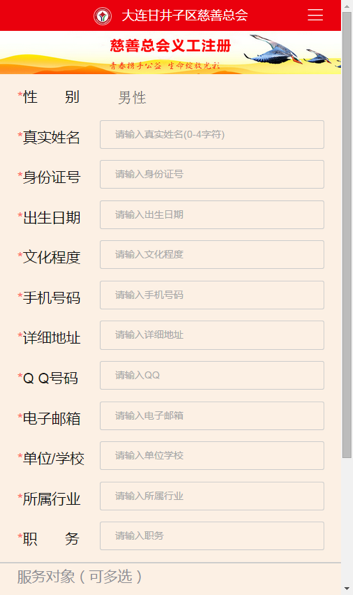 大连甘井子区慈善总会
慈善总会义工注册
青春携手公益 生命绽放光彩
*性 别 男性
*真实姓名 请输入真实姓名(0-4字符)
*身份证号 请输入身份证号
*出生日期 请输入出生日期
*文化程度 请输入文化程度
*手机号码 请输入手机号码
*详细地址 请输入详细地址
*Q Q号码 请输入QQ
*电子邮箱 请输入电子邮箱
*单位/学校 请输入单位学校
*所属行业 请输入所属行业
*职 务 请输入职务
服务对象（可多选）